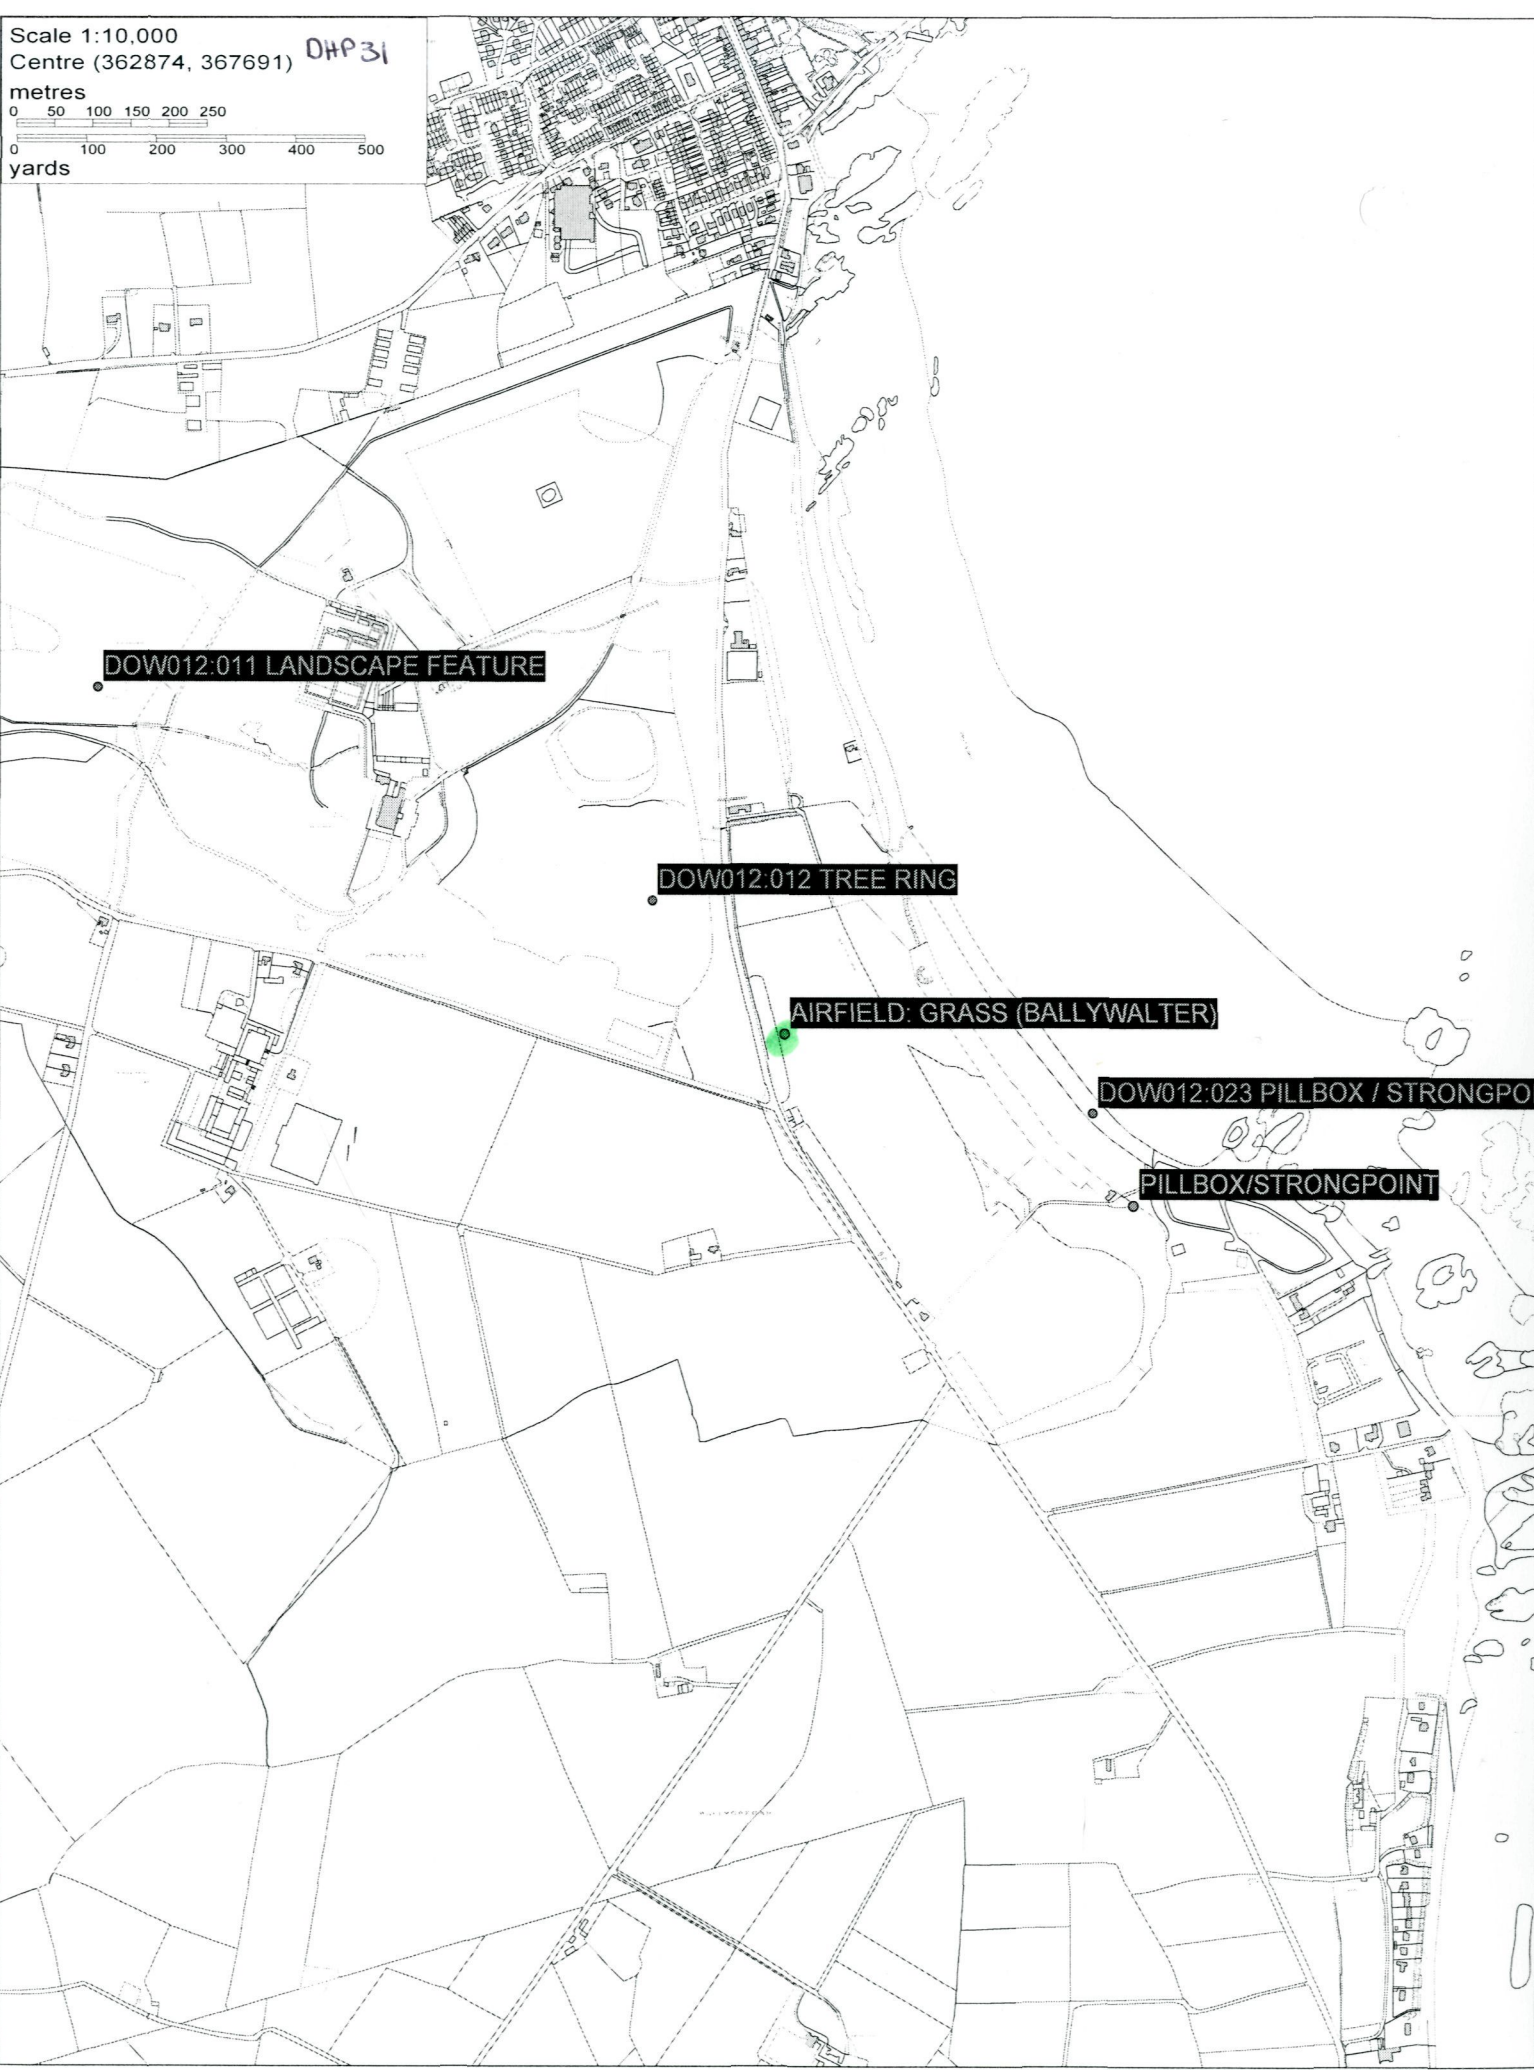 Scale 1:10,000
DHP31
Centre (362874, 367691)
metres
0 50 100 150 200 250
0 100 200 300 400 500
yards
DOW012:011 LANDSCAPE FEATURE
DOW012:012 TREE RING
AIRFIELD: GRASS (BALLYWALTER)
DOW012:023 PILLBOX / STRONGPO
PILLBOX/STRONGPOINT